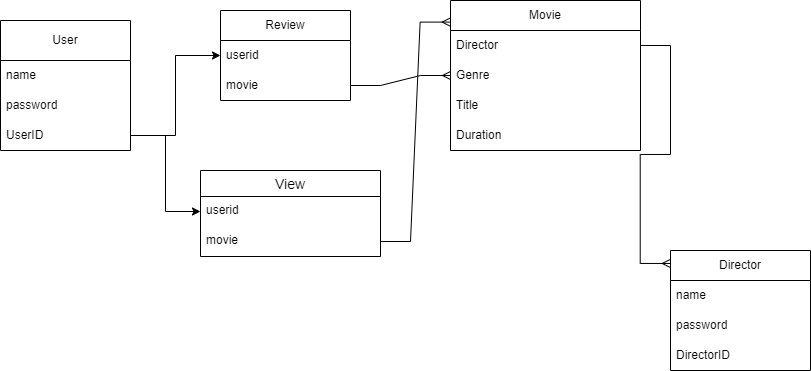 User
name
password
UserID
Review
userid
movie
View
userid
movie
Movie
Director
Genre
Title
Duration
Director
name
password
DirectorID